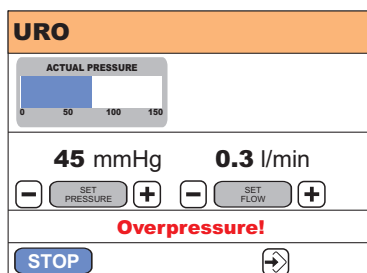 URO
ACTUAL PRESSURE
0 50 100 150
45 mmHg 0.3 l/min
− SET PRESSURE + − SET FLOW +
Overpressure!
STOP